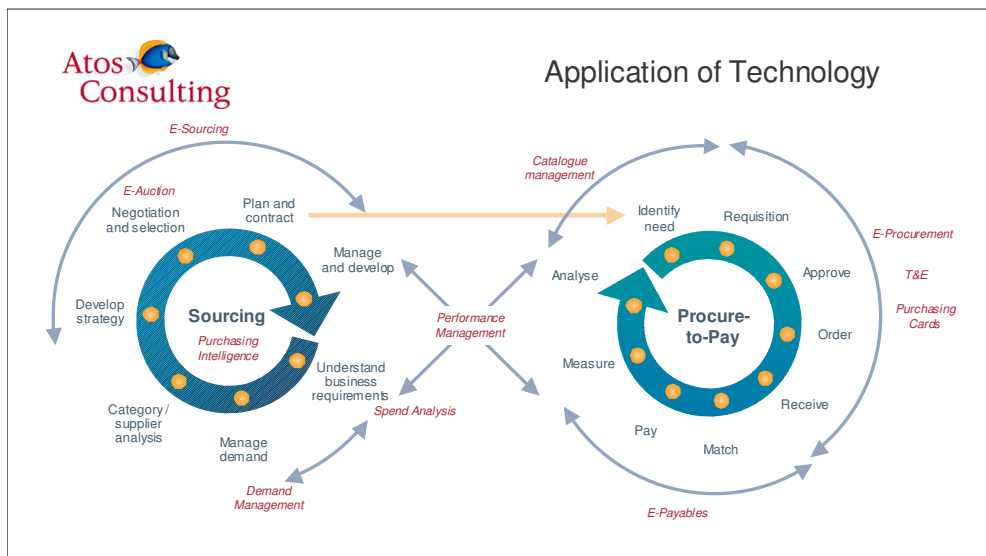 Atos
Consulting
Application of Technology
E-Sourcing
E-Auction
Negotiation
and selection
Plan and
contract
Manage
and develop
Develop
strategy
Sourcing
Purchasing
Intelligence
Understand
business
requirements
Category /
supplier
analysis
Manage
demand
Demand
Management
Spend Analysis
Performance
Management
Catalogue
management
Identify
need
Requisition
E-Procurement
T&E
Purchasing
Cards
Analyse
Approve
Procure-
to-Pay
Order
Measure
Receive
Pay
Match
E-Payables